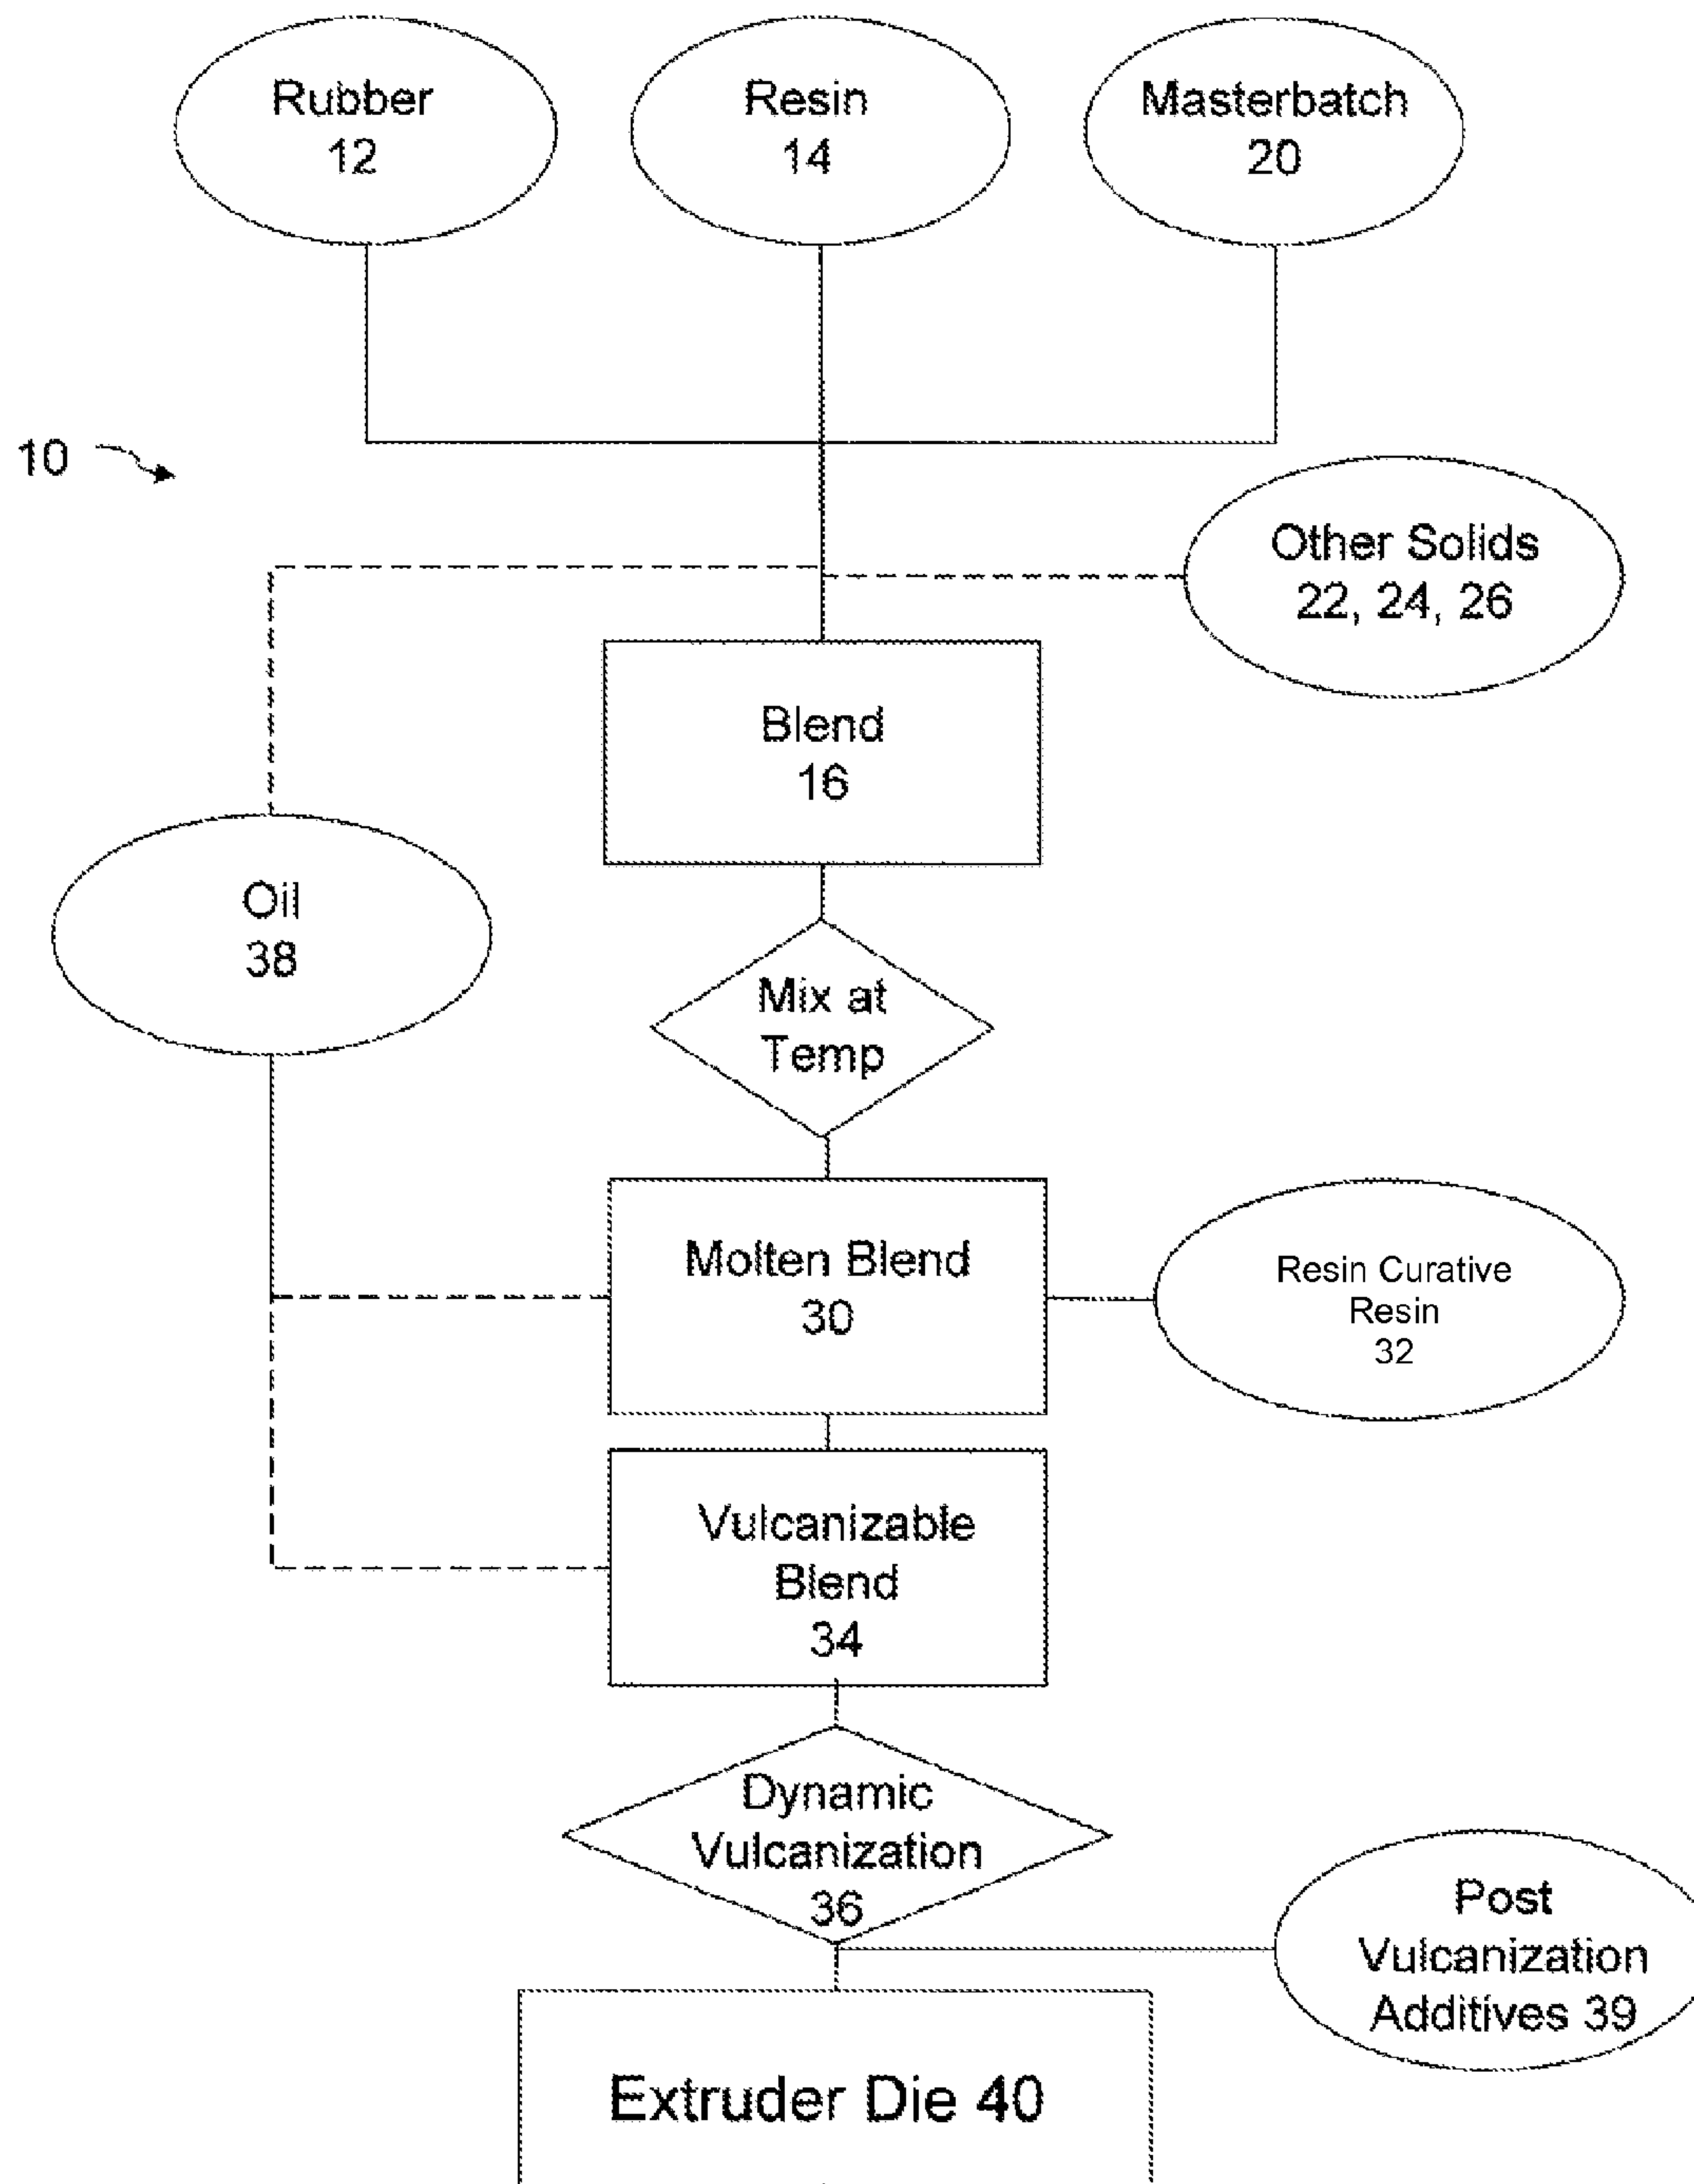 Rubber
12
Resin
14
Masterbatch
20
10
Other Solids
22, 24, 26
Blend
16
Oil
38
Mix at
Temp
Molten Blend
30
Resin Curative
Resin
32
Vulcanizable
Blend
34
Dynamic
Vulcanization
36
Post
Vulcanization
Additives 39
Extruder Die 40